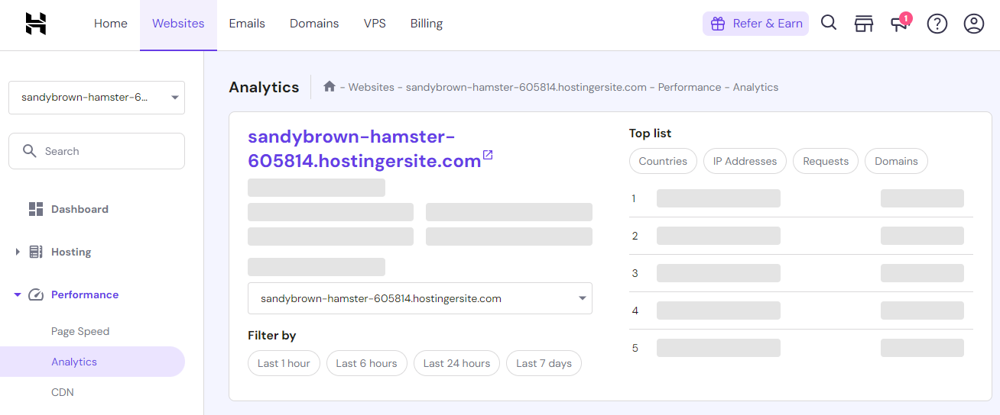 Home Websites Emails Domains VPS Billing Refer & Earn 1
sandybrown-hamster-6...
Search
Dashboard
Hosting
Performance
Page Speed
Analytics
CDN
Analytics - Websites - sandybrown-hamster-605814.hostingersite.com - Performance - Analytics
sandybrown-hamster-
605814.hostingersite.com
sandybrown-hamster-605814.hostingersite.com
Filter by
Last 1 hour Last 6 hours Last 24 hours Last 7 days
Top list
Countries IP Addresses Requests Domains
1
2
3
4
5